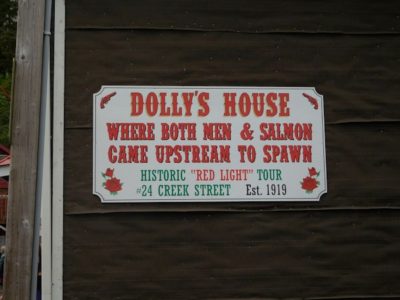 DOLLY'S HOUSE
WHERE BOTH MEN & SALMON
CAME UPSTREAM TO SPAWN
HISTORIC "RED LIGHT" TOUR
#24 CREEK STREET Est. 1919